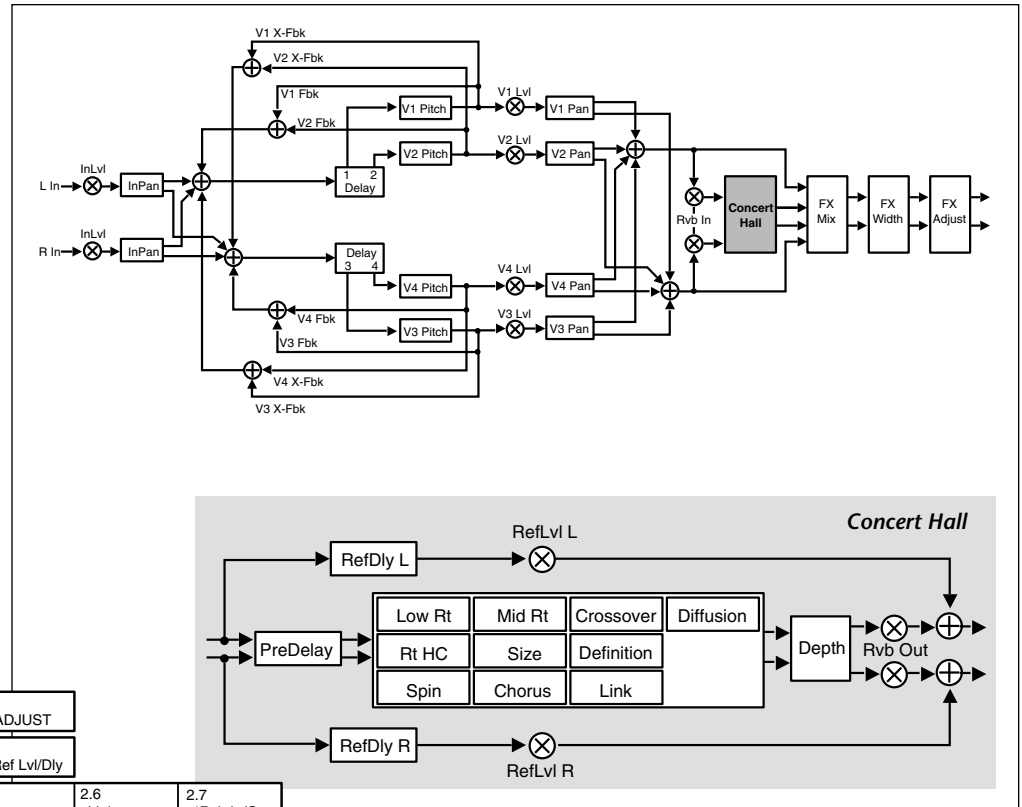 V1 X-Fbk
V2 X-Fbk
V1 Fbk
V2 Fbk
V1 Pitch
V1 Lvl
V1 Pan
V2 Pitch
V2 Lvl
V2 Pan
1 2
Delay
InLvl
L In
InPan
InLvl
R In
InPan
Rvb In
Concert
Hall
FX
Mix
FX
Width
FX
Adjust
Delay
3 4
V4 Pitch
V4 Lvl
V4 Pan
V4 Fbk
V3 Pitch
V3 Lvl
V3 Pan
V3 Fbk
V4 X-Fbk
V3 X-Fbk
Concert Hall
RefLvl L
RefDly L
Low Rt Mid Rt Crossover Diffusion
PreDelay
Rt HC Size Definition
Depth
Rvb Out
Spin Chorus Link
RefDly R
RefLvl R
ADJUST
Ref Lvl/Dly
2.6 2.7